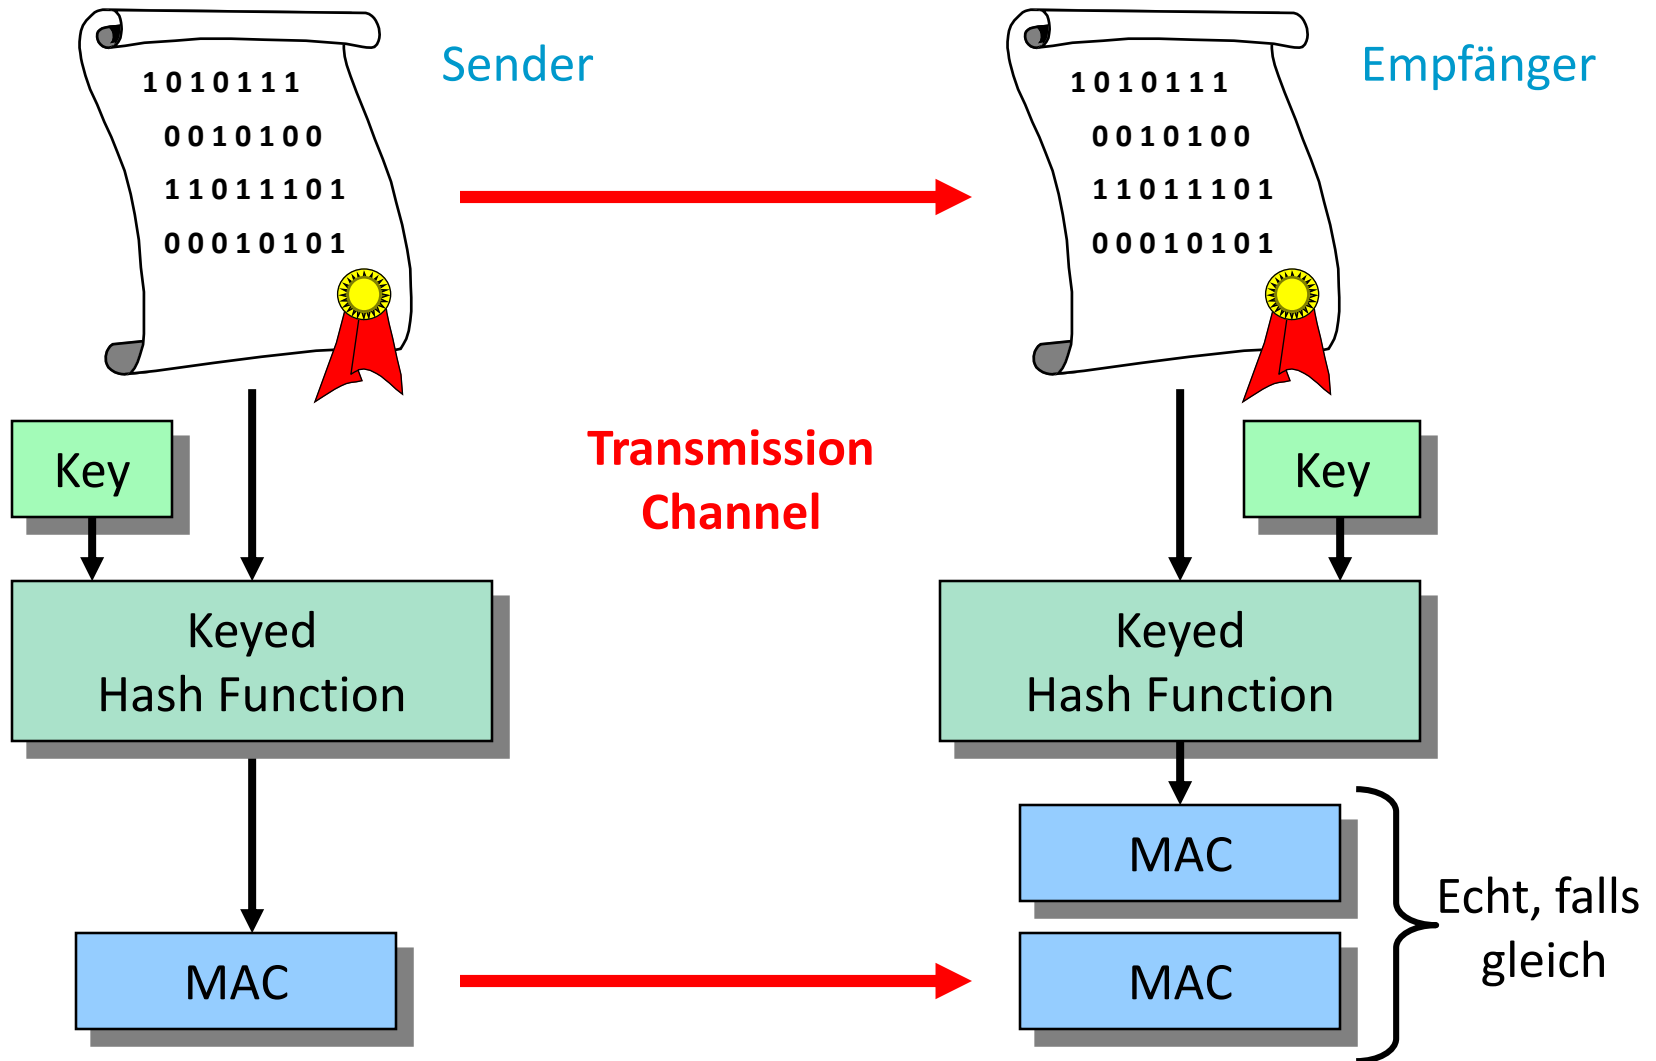 Sender
1010111
0010100
11011101
00010101
Empfänger
1010111
0010100
11011101
00010101
Transmission
Channel
Key
Keyed
Hash Function
MAC
Key
Keyed
Hash Function
MAC
MAC
Echt, falls
gleich